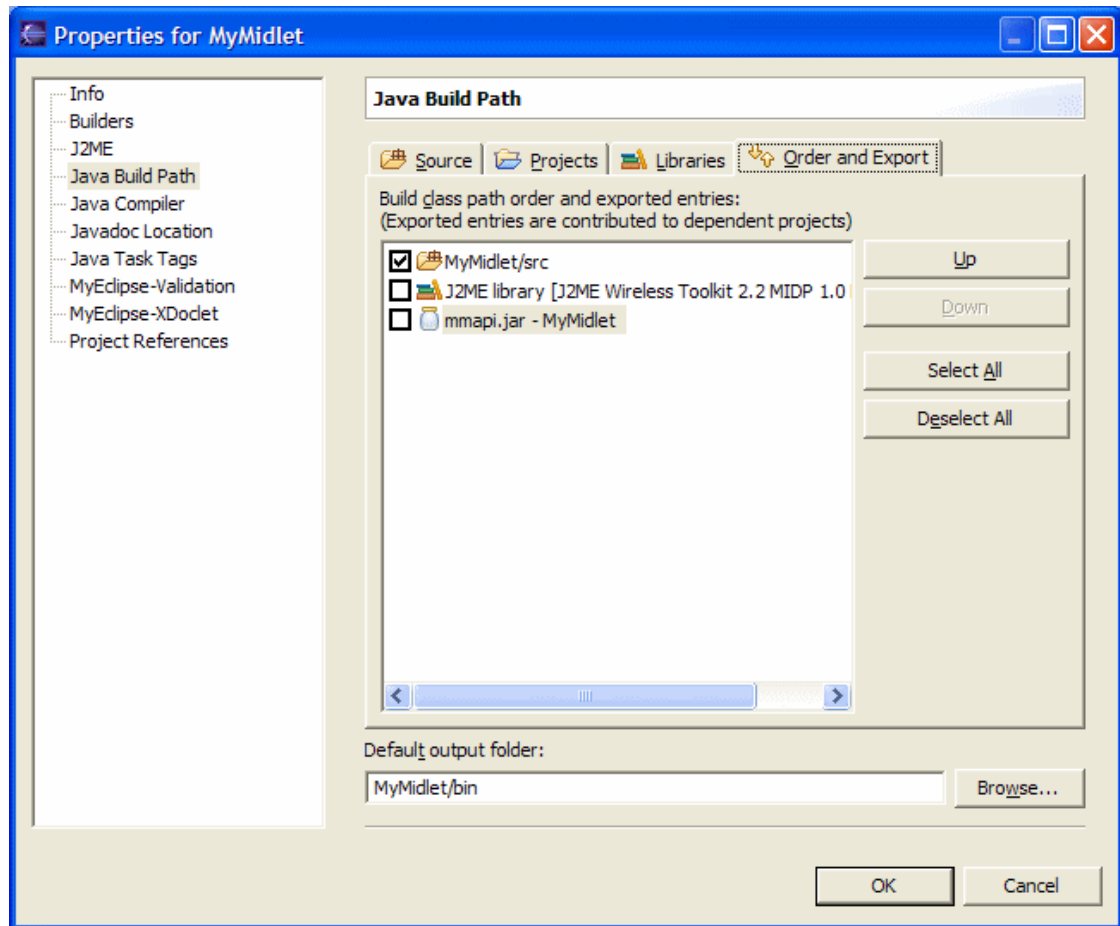 Properties for MyMidlet
Info
Builders
J2ME
Java Build Path
Java Compiler
Javadoc Location
Java Task Tags
MyEclipse-Validation
MyEclipse-XDoclet
Project References
Java Build Path
Source Projects Libraries Order and Export
Build class path order and exported entries:
(Exported entries are contributed to dependent projects)
MyMidlet/src
J2ME library [J2ME Wireless Toolkit 2.2 MIDP 1.0
mmapi.jar - MyMidlet
Up
Down
Select All
Deselect All
Default output folder:
MyMidlet/bin
Browse...
OK
Cancel